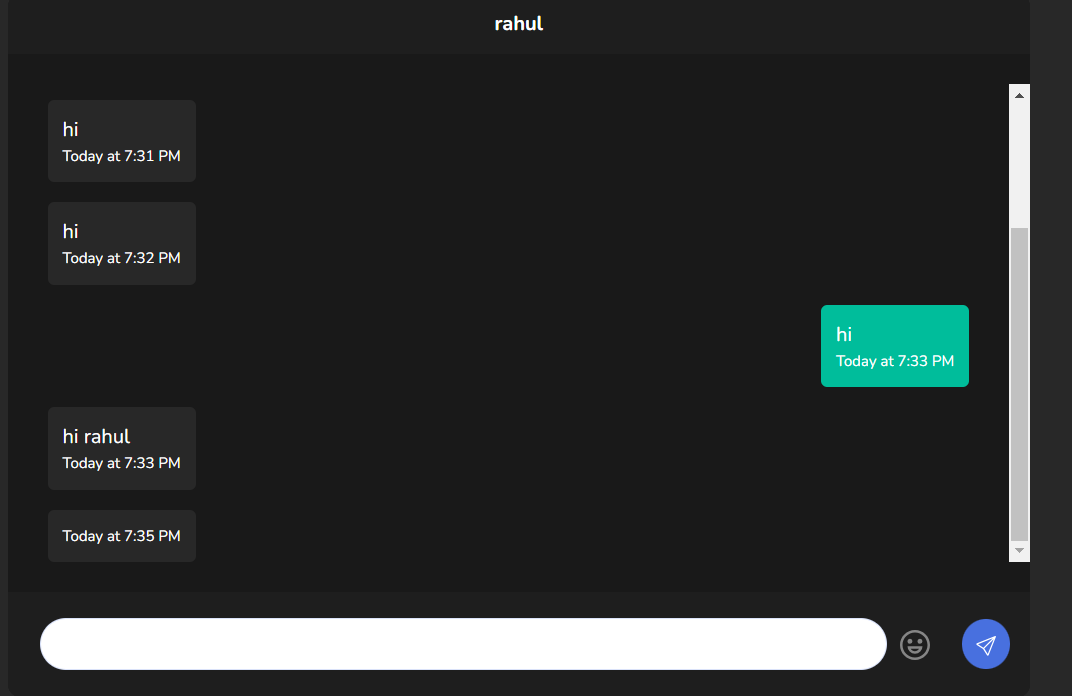 rahul
hi
Today at 7:31 PM
hi
Today at 7:32 PM
hi
Today at 7:33 PM
hi rahul
Today at 7:33 PM
Today at 7:35 PM